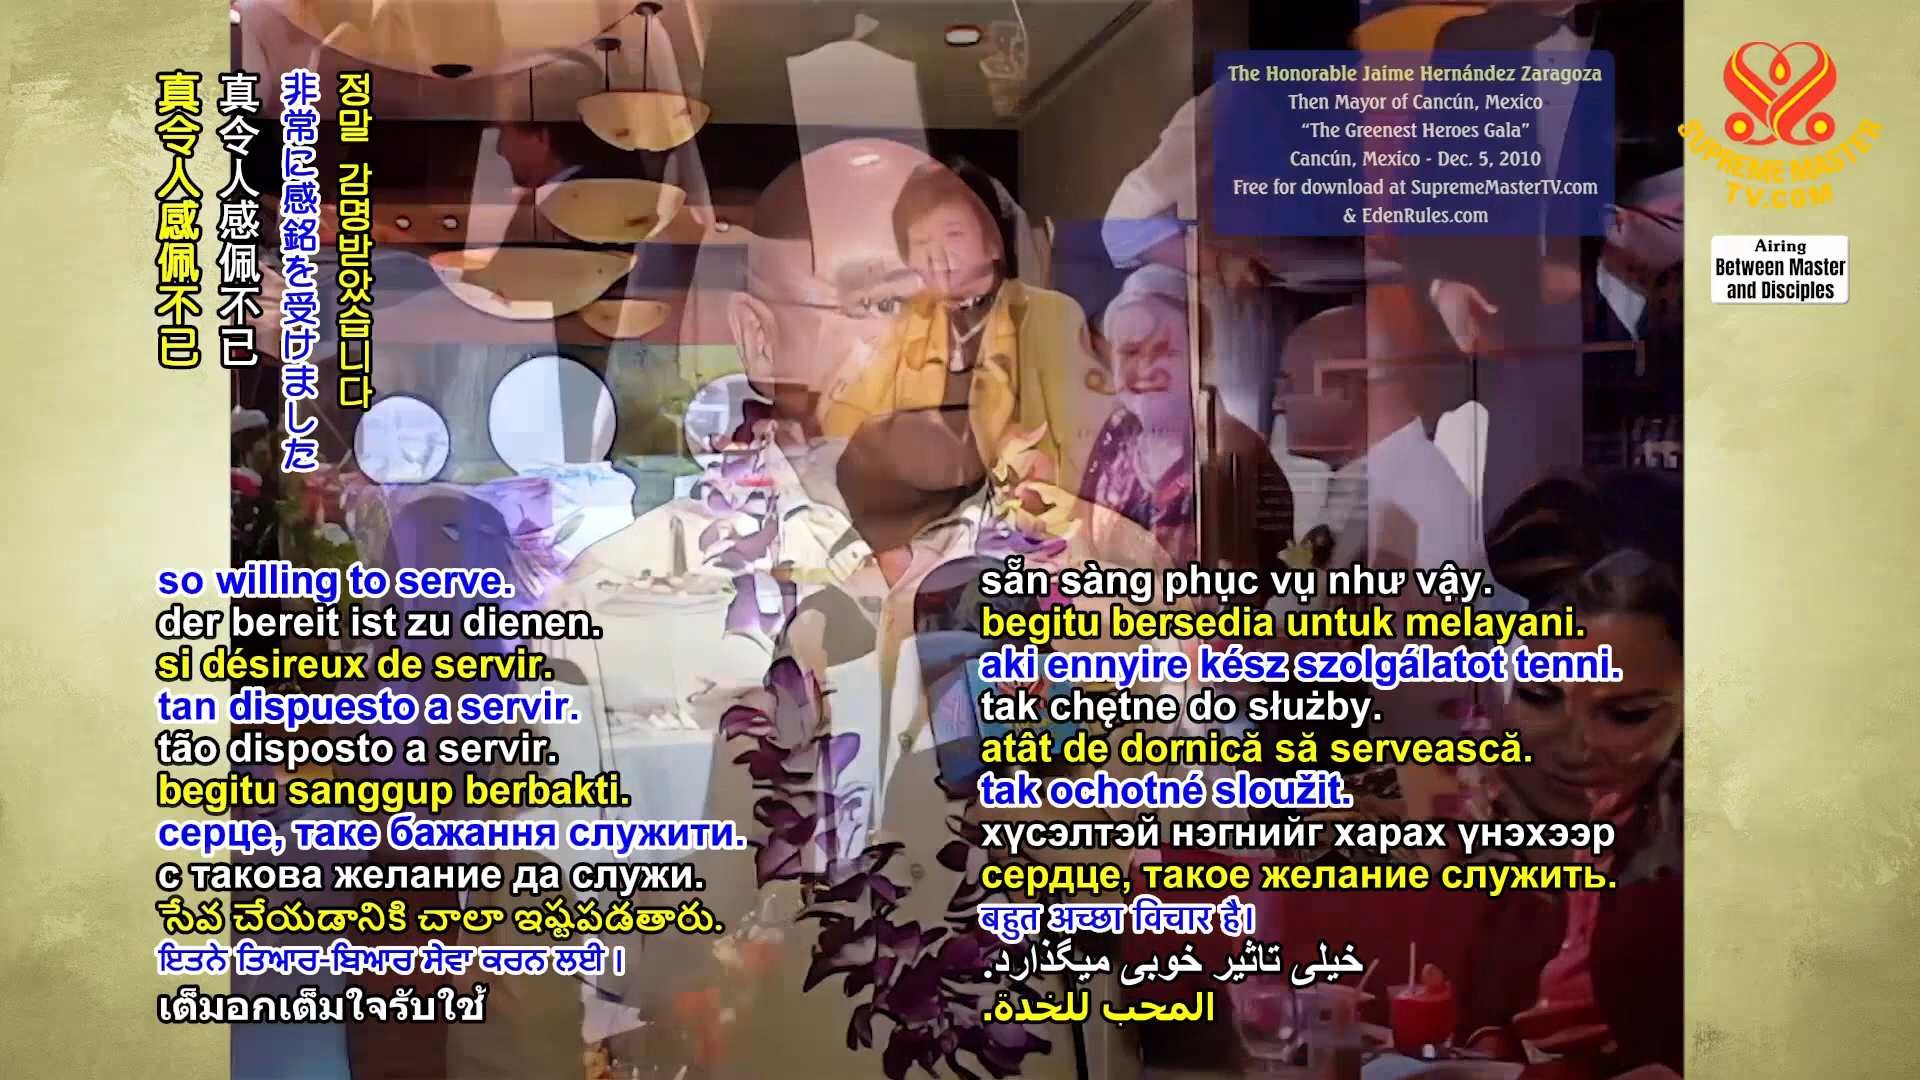 真令人感佩不已
真令人感佩不已
非常に感銘を受けました
정말 감명받았습니다
The Honorable Jaime Hernández Zaragoza
Then Mayor of Cancún, Mexico
“The Greenest Heroes Gala”
Cancún, Mexico - Dec. 5, 2010
Free for download at SupremeMasterTV.com
& EdenRules.com
SUPREME MASTER
TV.COM
Airing
Between Master
and Disciples
so willing to serve.
der bereit ist zu dienen.
si désireux de servir.
tan dispuesto a servir.
tão disposto a servir.
begitu sanggup berbakti.
серце, таке бажання служити.
с такова желание да служи.
సేవ చేయడానికి చాలా ఇష్టపడతారు.
ਇਤਨੇ ਤਿਆਰ-ਬਿਆਰ ਸੇਵਾ ਕਰਨ ਲਈ।
เต็มอกเต็มใจรับใช้
sẵn sàng phục vụ như vậy.
begitu bersedia untuk melayani.
aki ennyire kész szolgálatot tenni.
tak chętne do służby.
atât de dornică să servească.
tak ochotné sloužit.
хүсэлтэй нэгнийг харах үнэхээр
сердце, такое желание служить.
बहुत अच्छा विचार है।
خیلی تاثیر خوبی میگذارد.
المحب للخدة.